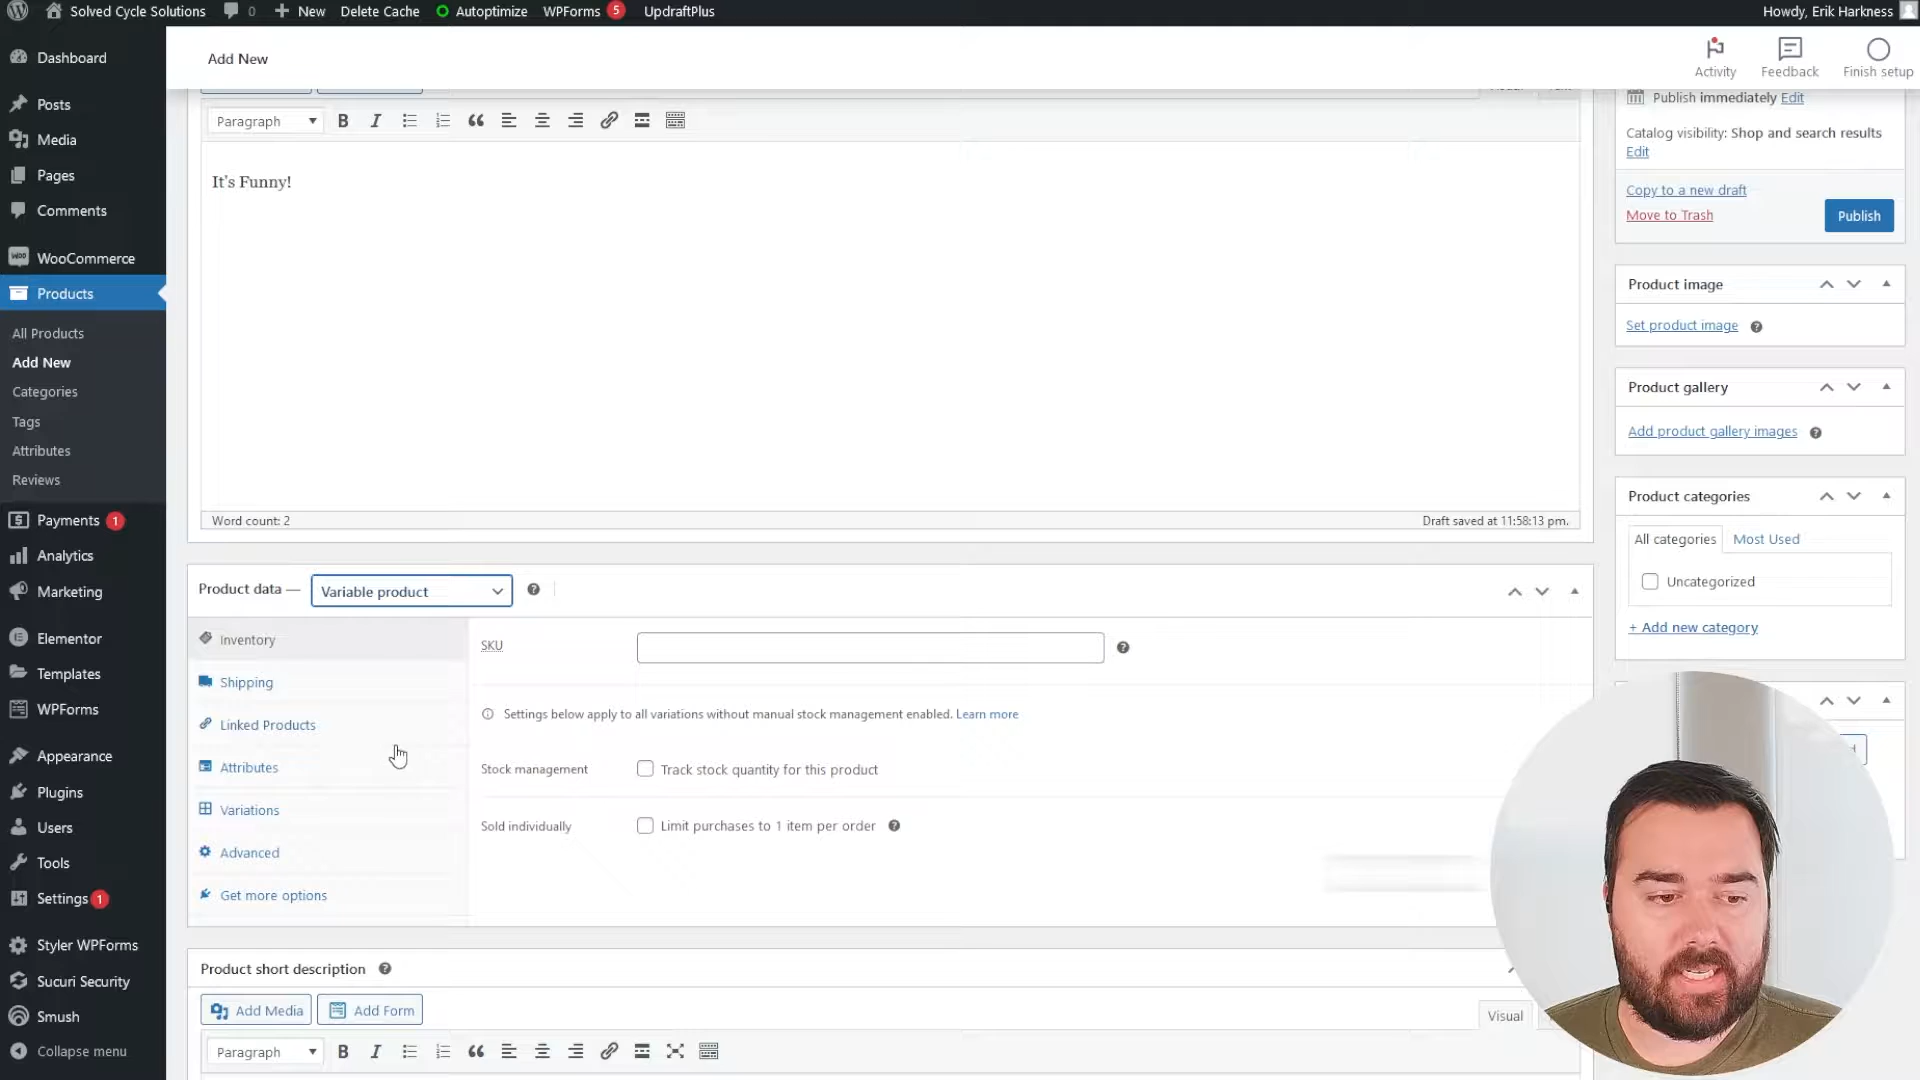 Solved Cycle Solutions 0 New Delete Cache Autoptimize WPForms 5 UpdraftPlus Howdy, Erik Harkness
Dashboard
Posts
Media
Pages
Comments
WooCommerce
Products
All Products
Add New
Categories
Tags
Attributes
Reviews
Payments 1
Analytics
Marketing
Elementor
Templates
WPForms
Appearance
Plugins
Users
Tools
Settings 1
Styler WPForms
Sucuri Security
Smush
Collapse menu
Add New
Activity
Feedback
Finish setup
Paragraph
It's Funny!
Word count: 2 Draft saved at 11:58:13 pm.
Product data — Variable product
Inventory
Shipping
Linked Products
Attributes
Variations
Advanced
Get more options
SKU
Settings below apply to all variations without manual stock management enabled. Learn more
Stock management Track stock quantity for this product
Sold individually Limit purchases to 1 item per order
Product short description
Add Media Add Form
Visual
Paragraph
Publish immediately Edit
Catalog visibility: Shop and search results
Edit
Copy to a new draft
Move to Trash
Publish
Product image
Set product image
Product gallery
Add product gallery images
Product categories
All categories Most Used
Uncategorized
+ Add new category